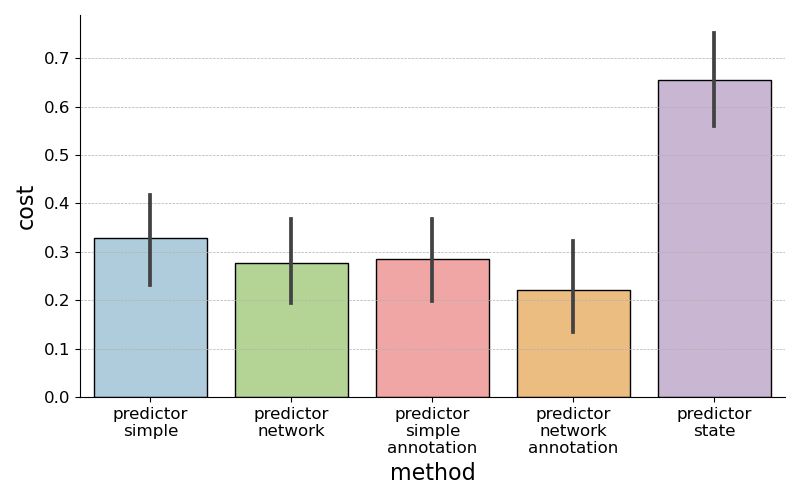 0.7
0.6
0.5
0.4
0.3
0.2
0.1
0.0
cost
predictor
simple
predictor
network
predictor
simple
annotation
predictor
network
annotation
predictor
state
method